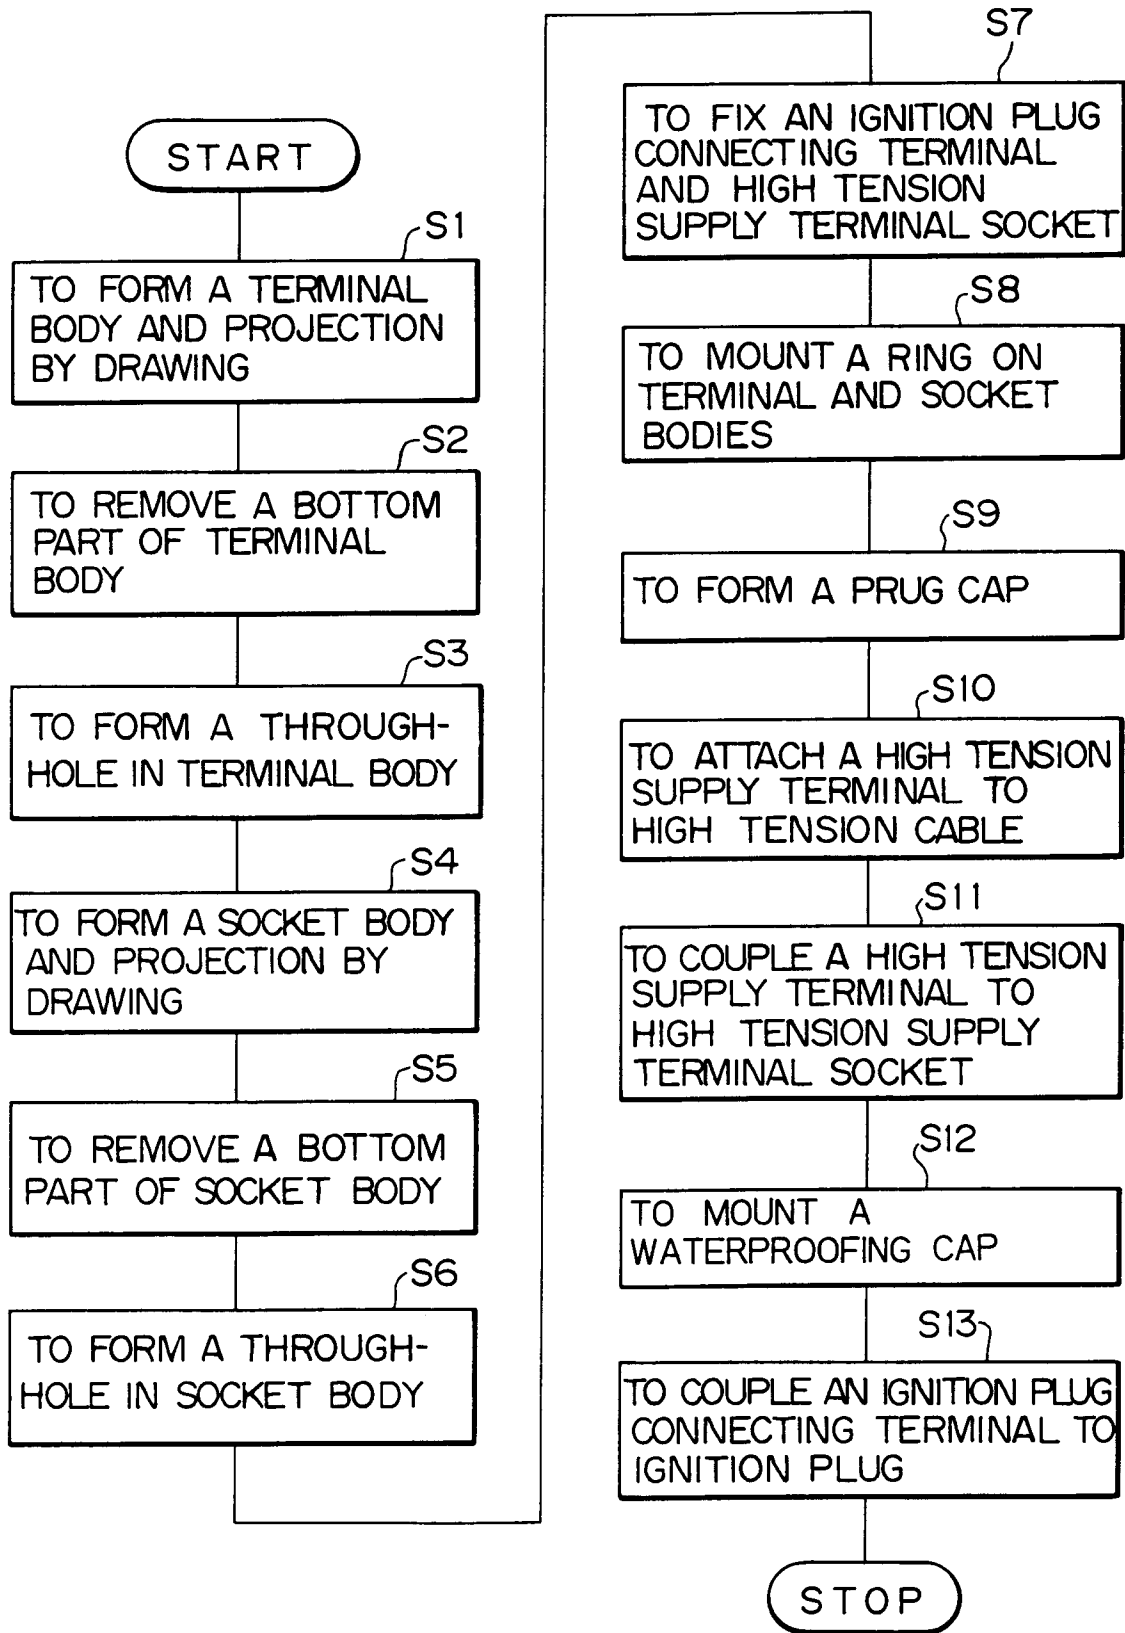 START
S1
TO FORM A TERMINAL
BODY AND PROJECTION
BY DRAWING
S2
TO REMOVE A BOTTOM
PART OF TERMINAL
BODY
S3
TO FORM A THROUGH-
HOLE IN TERMINAL BODY
S4
TO FORM A SOCKET BODY
AND PROJECTION BY
DRAWING
S5
TO REMOVE A BOTTOM
PART OF SOCKET BODY
S6
TO FORM A THROUGH-
HOLE IN SOCKET BODY
S7
TO FIX AN IGNITION PLUG
CONNECTING TERMINAL
AND HIGH TENSION
SUPPLY TERMINAL SOCKET
S8
TO MOUNT A RING ON
TERMINAL AND SOCKET
BODIES
S9
TO FORM A PRUG CAP
S10
TO ATTACH A HIGH TENSION
SUPPLY TERMINAL TO
HIGH TENSION CABLE
S11
TO COUPLE A HIGH TENSION
SUPPLY TERMINAL TO
HIGH TENSION SUPPLY
TERMINAL SOCKET
S12
TO MOUNT A
WATERPROOFING CAP
S13
TO COUPLE AN IGNITION PLUG
CONNECTING TERMINAL TO
IGNITION PLUG
STOP